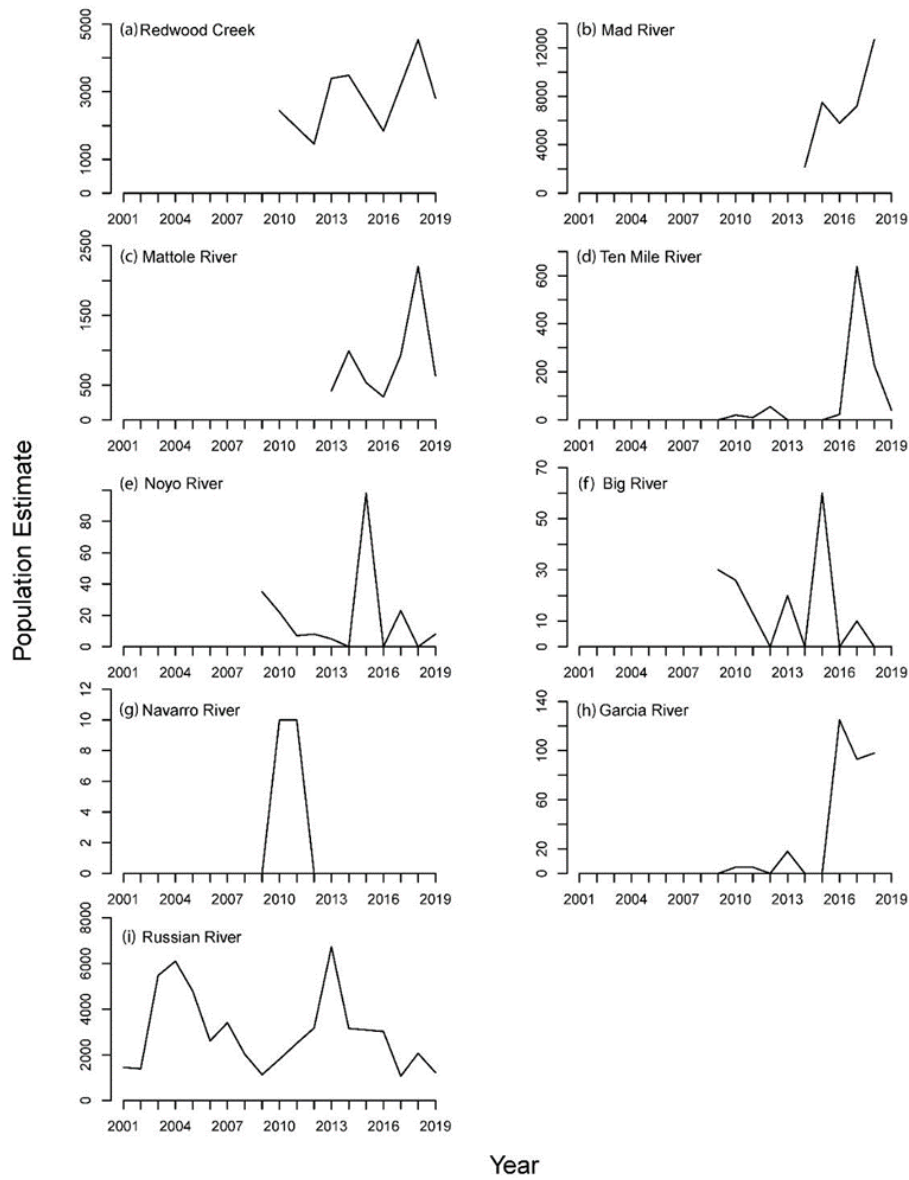 (a) Redwood Creek
5000
3000
1000
0
2001 2004 2007 2010 2013 2016 2019
(b) Mad River
12000
8000
4000
0
2001 2004 2007 2010 2013 2016 2019
(c) Mattole River
2500
1500
500
0
2001 2004 2007 2010 2013 2016 2019
(d) Ten Mile River
600
400
200
0
2001 2004 2007 2010 2013 2016 2019
(e) Noyo River
80
60
40
20
0
2001 2004 2007 2010 2013 2016 2019
(f) Big River
70
50
30
10
0
2001 2004 2007 2010 2013 2016 2019
(g) Navarro River
12
10
8
6
4
2
0
2001 2004 2007 2010 2013 2016 2019
(h) Garcia River
140
100
60
20
0
2001 2004 2007 2010 2013 2016 2019
(i) Russian River
8000
6000
4000
2000
0
2001 2004 2007 2010 2013 2016 2019
Population Estimate
Year